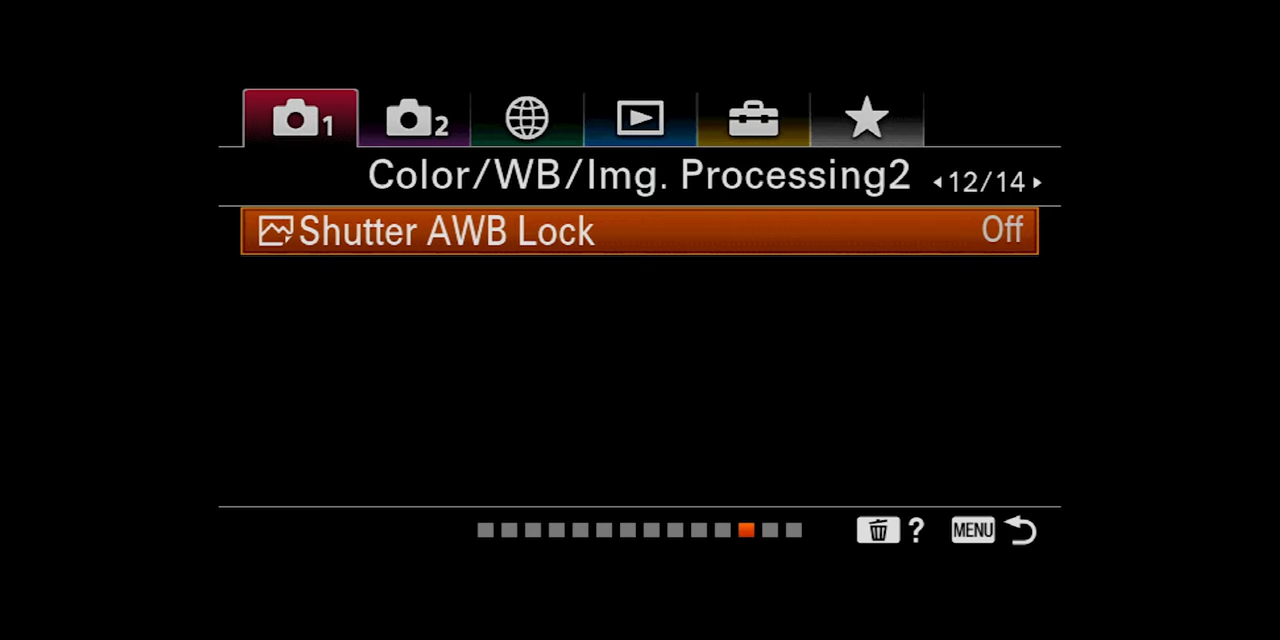 1 2
Color/WB/Img. Processing2 12/14
Shutter AWB Lock Off
? MENU